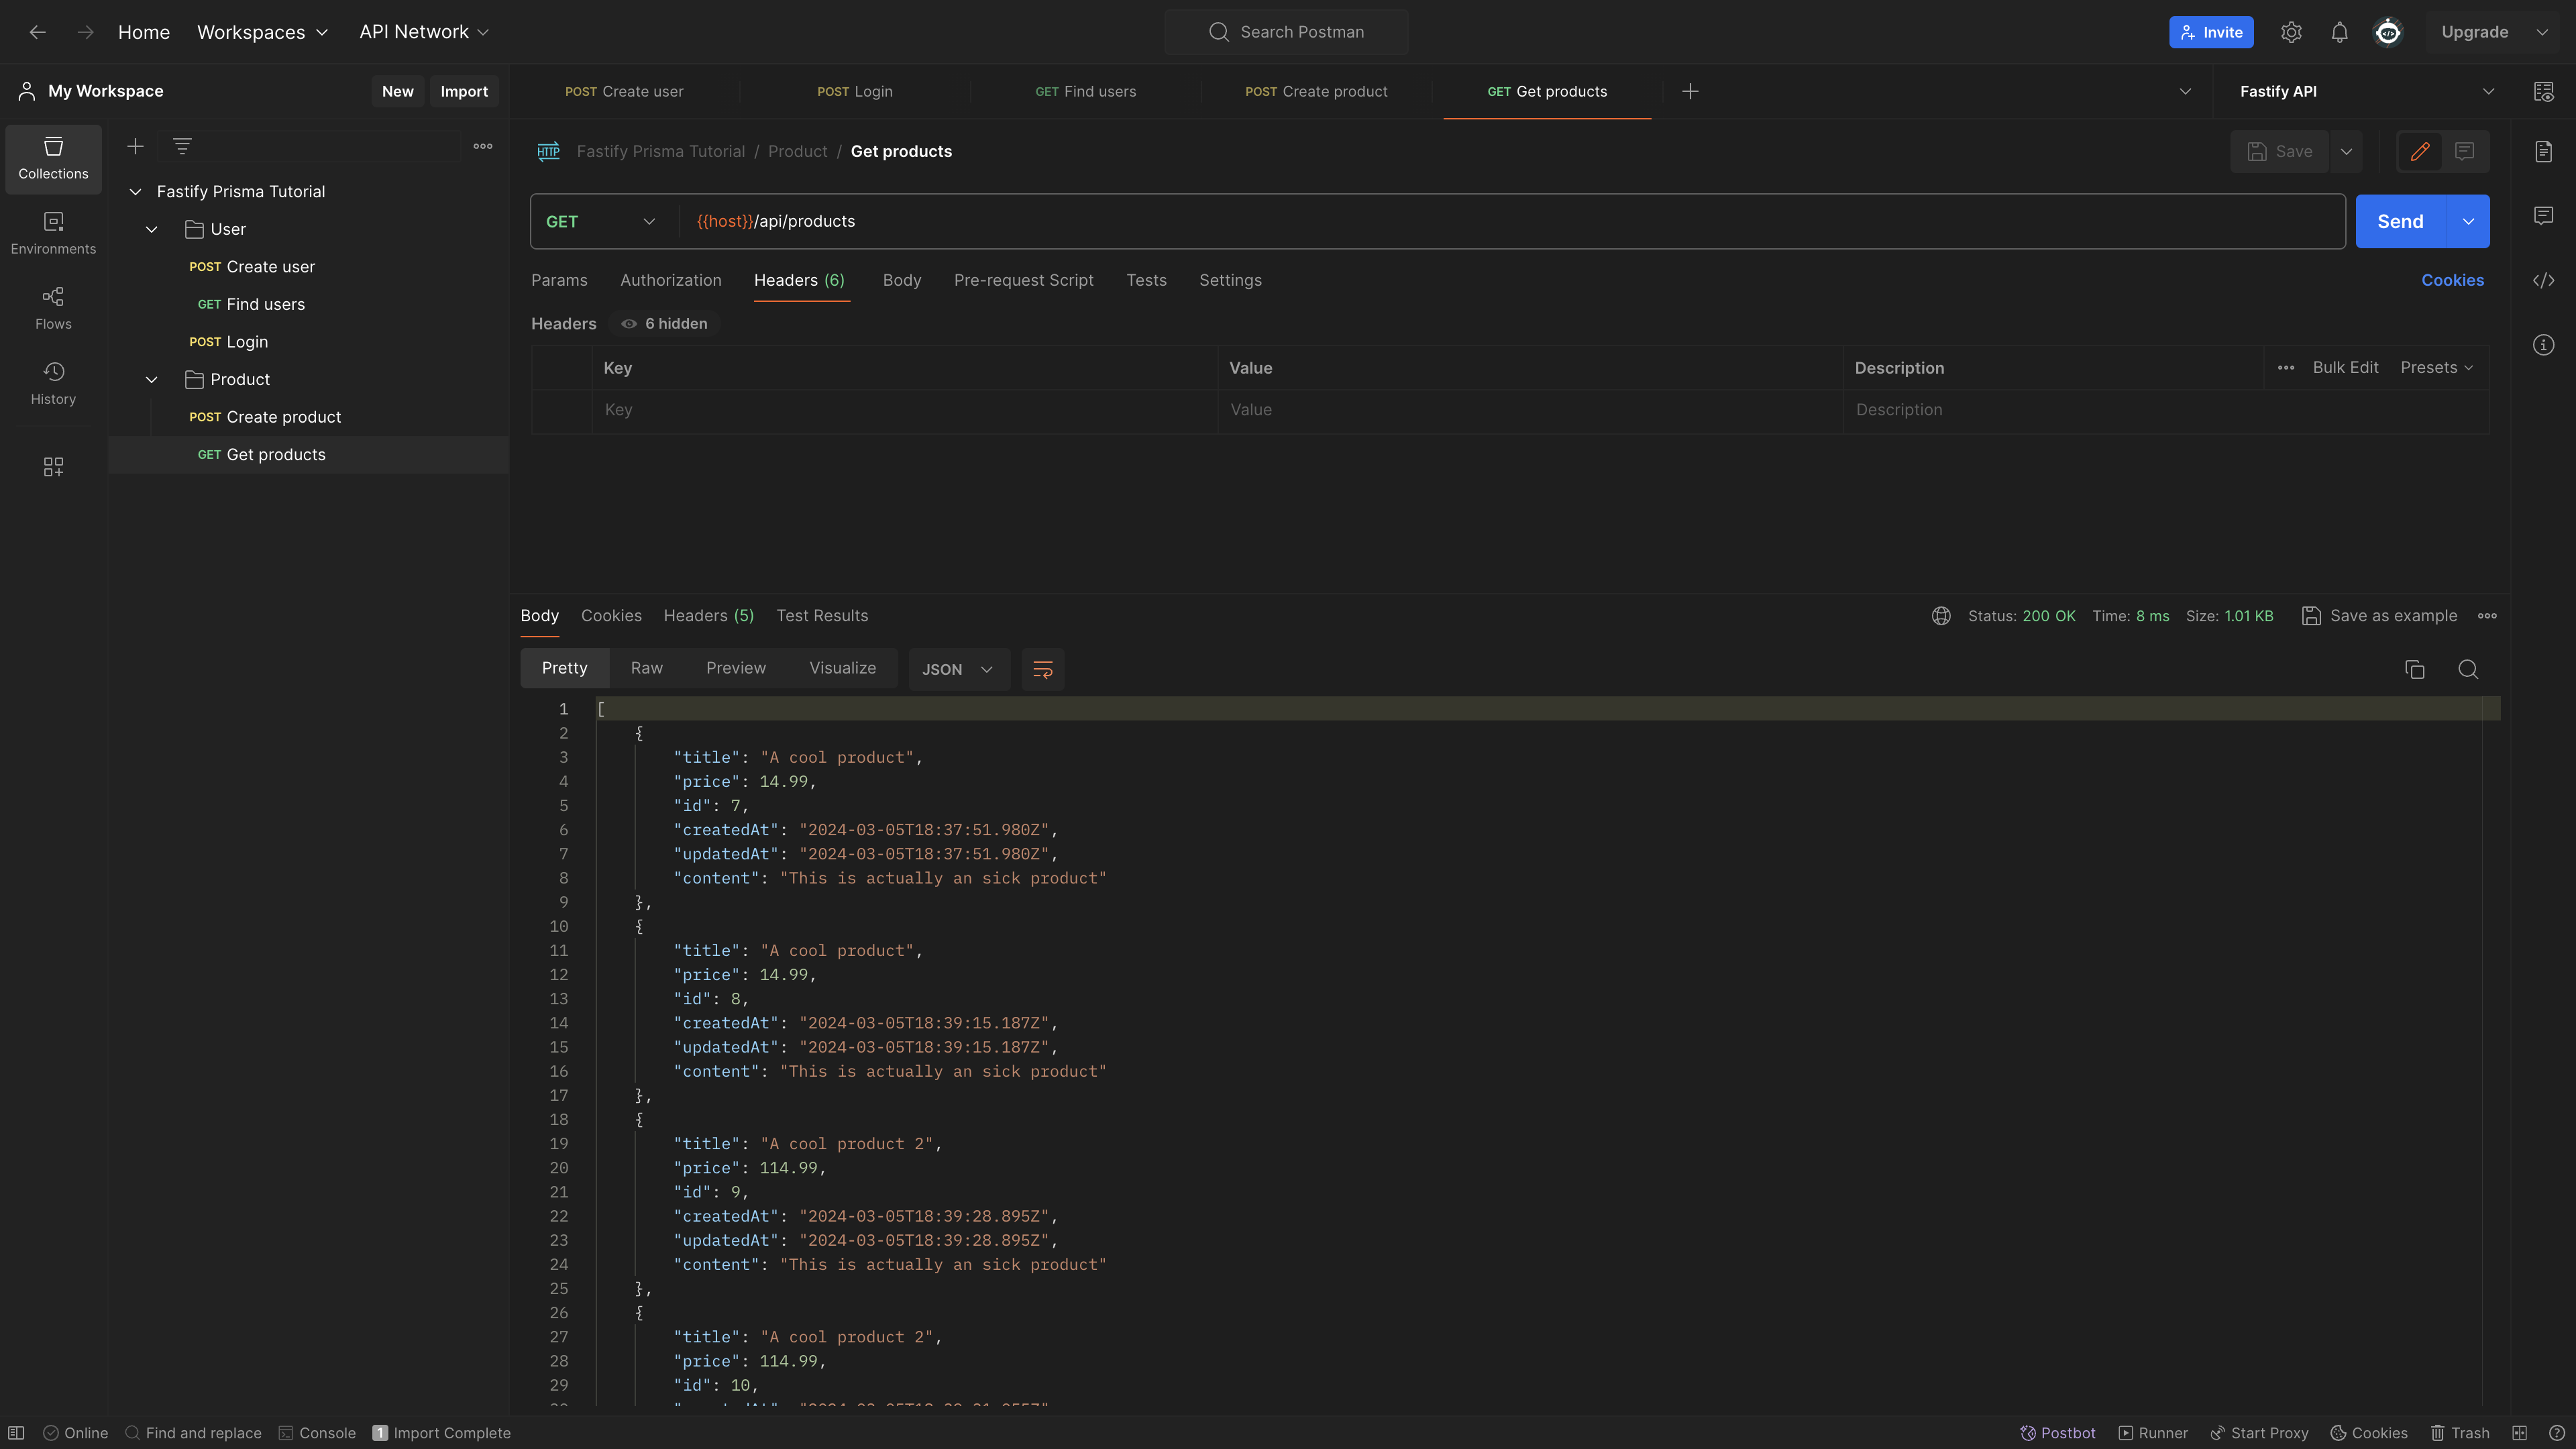 Home Workspaces API Network Search Postman Invite Upgrade
My Workspace New Import POST Create user POST Login GET Find users POST Create product GET Get products Fastify API
Collections
Environments
Flows
History
Fastify Prisma Tutorial
User
POST Create user
GET Find users
POST Login
Product
POST Create product
GET Get products
HTTP Fastify Prisma Tutorial / Product / Get products Save
GET {{host}}/api/products Send
Params Authorization Headers (6) Body Pre-request Script Tests Settings Cookies
Headers 6 hidden
Key Value Description Bulk Edit Presets
Key Value Description
Body Cookies Headers (5) Test Results Status: 200 OK Time: 8 ms Size: 1.01 KB Save as example
Pretty Raw Preview Visualize JSON
1 [
2 {
3 "title": "A cool product",
4 "price": 14.99,
5 "id": 7,
6 "createdAt": "2024-03-05T18:37:51.980Z",
7 "updatedAt": "2024-03-05T18:37:51.980Z",
8 "content": "This is actually an sick product"
9 },
10 {
11 "title": "A cool product",
12 "price": 14.99,
13 "id": 8,
14 "createdAt": "2024-03-05T18:39:15.187Z",
15 "updatedAt": "2024-03-05T18:39:15.187Z",
16 "content": "This is actually an sick product"
17 },
18 {
19 "title": "A cool product 2",
20 "price": 114.99,
21 "id": 9,
22 "createdAt": "2024-03-05T18:39:28.895Z",
23 "updatedAt": "2024-03-05T18:39:28.895Z",
24 "content": "This is actually an sick product"
25 },
26 {
27 "title": "A cool product 2",
28 "price": 114.99,
29 "id": 10,
Online Find and replace Console 1 Import Complete Postbot Runner Start Proxy Cookies Trash